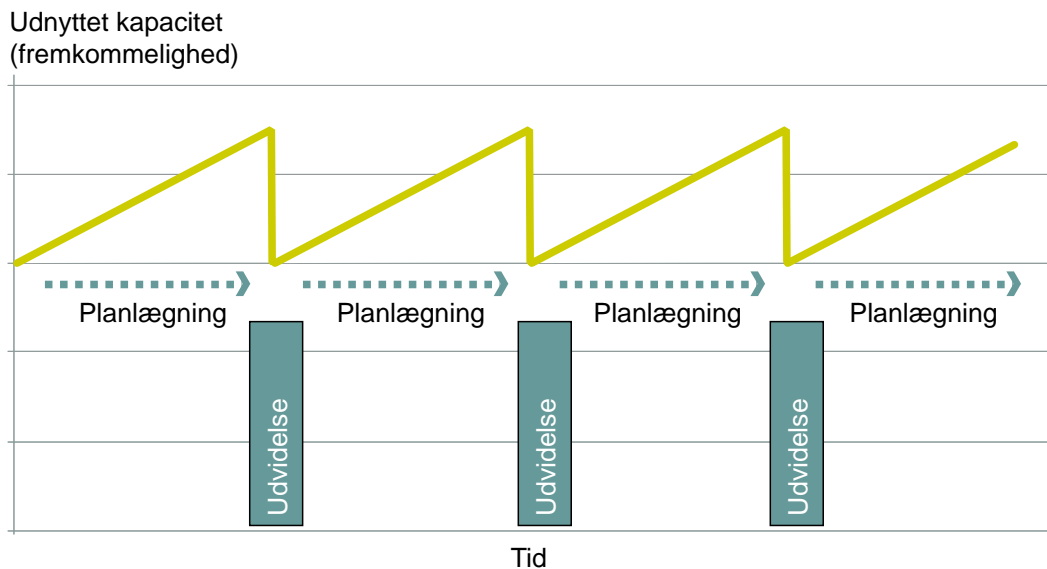 Udnyttet kapacitet
(fremkommelighed)
Planlægning
Planlægning
Planlægning
Planlægning
Udvidelse
Udvidelse
Udvidelse
Tid